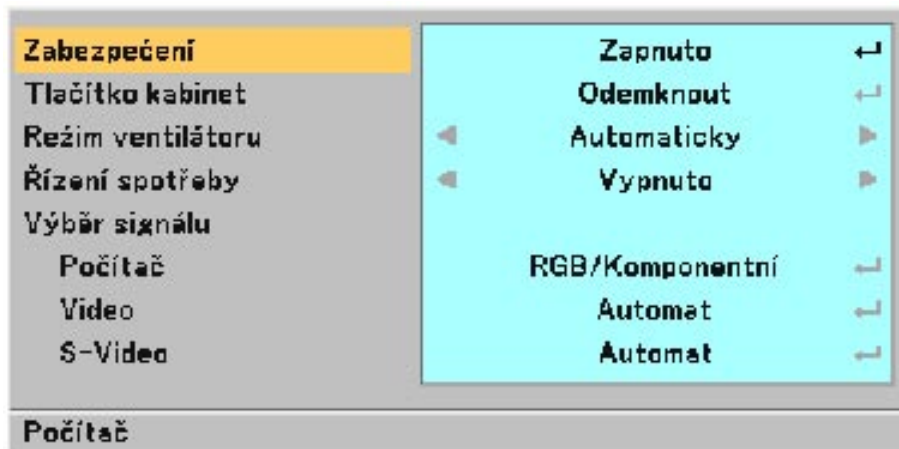 Zabezpećení Zapnuto
Tlačítko kabinet Odemknout
Režim ventilátoru Automaticky
Řízení spotřeby Vypnuto
Výběr signálu
Počítač RGB/Komponentní
Video Automat
S-Video Automat
Počítač